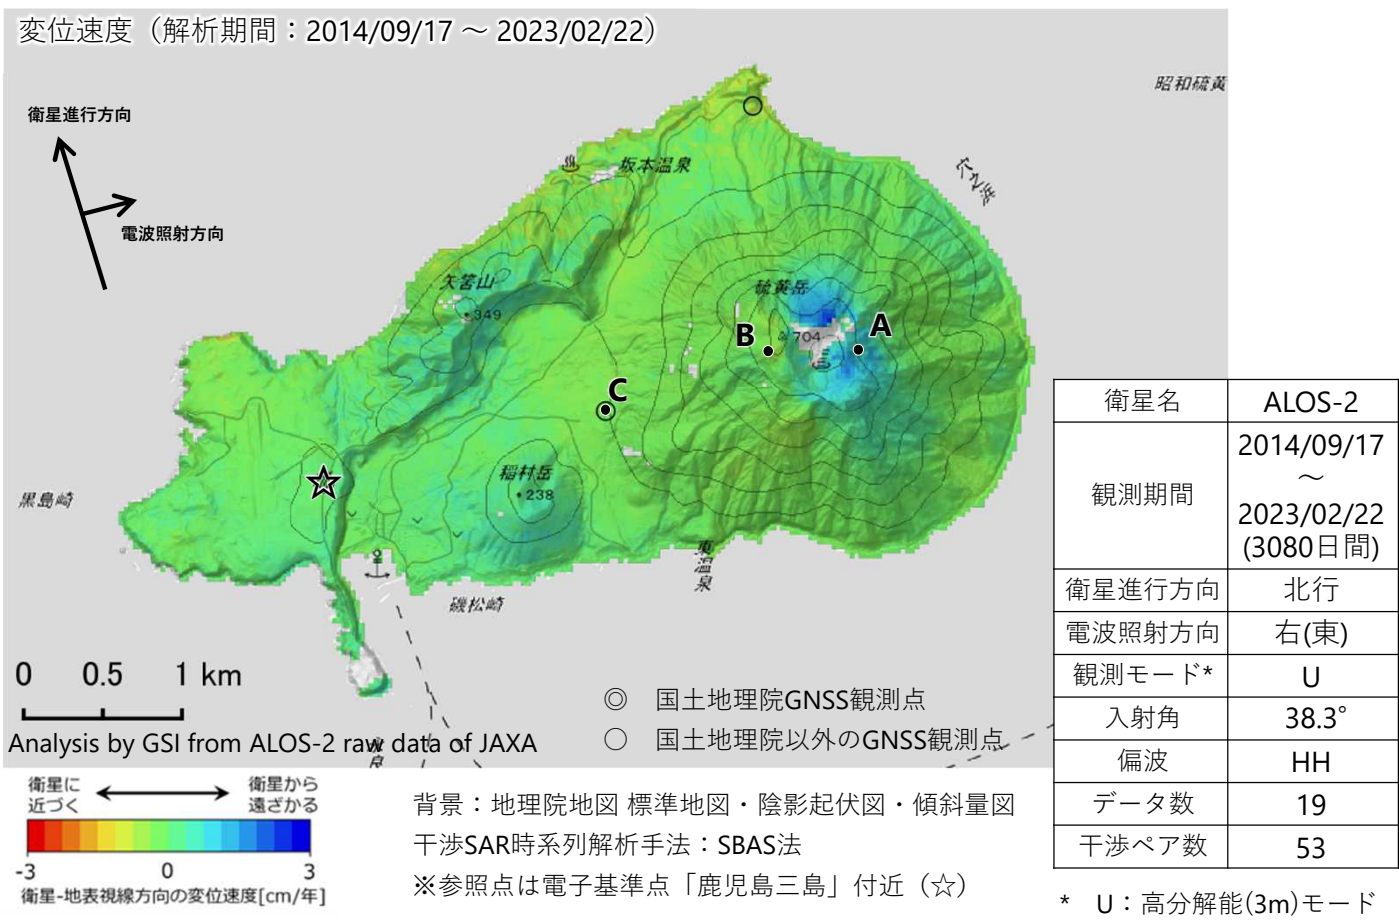 変位速度（解析期間：2014/09/17 ～ 2023/02/22）
昭和硫黄
衛星進行方向
電波照射方向
坂本温泉
穴之浜
矢筈山
349
硫黄岳
704
A
B
C
稲村岳
238
黒島崎
東温泉
磯松崎
0 0.5 1 km
Analysis by GSI from ALOS-2 raw data of JAXA
◎ 国土地理院GNSS観測点
○ 国土地理院以外のGNSS観測点
衛星に近づく
衛星から遠ざかる
-3 0 3
衛星-地表視線方向の変位速度[cm/年]
背景：地理院地図 標準地図・陰影起伏図・傾斜量図
干渉SAR時系列解析手法：SBAS法
※参照点は電子基準点「鹿児島三島」付近（☆）
衛星名 ALOS-2
観測期間 2014/09/17
～
2023/02/22
(3080日間)
衛星進行方向 北行
電波照射方向 右(東)
観測モード* U
入射角 38.3°
偏波 HH
データ数 19
干渉ペア数 53
* U：高分解能(3m)モード